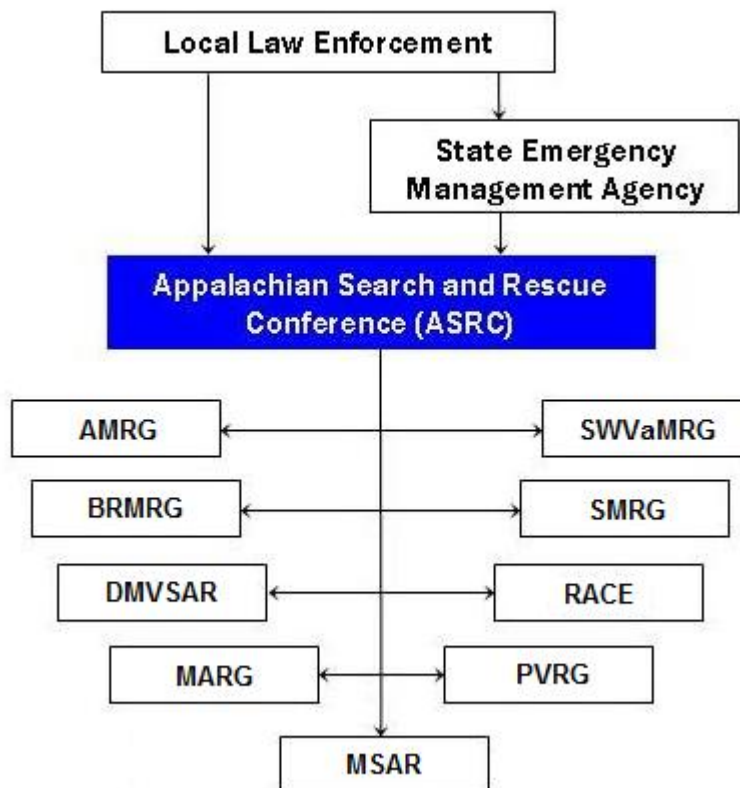 Local Law Enforcement
State Emergency
Management Agency
Appalachian Search and Rescue
Conference (ASRC)
AMRG
SWVaMRG
BRMRG
SMRG
DMVSAR
RACE
MARG
PVRG
MSAR